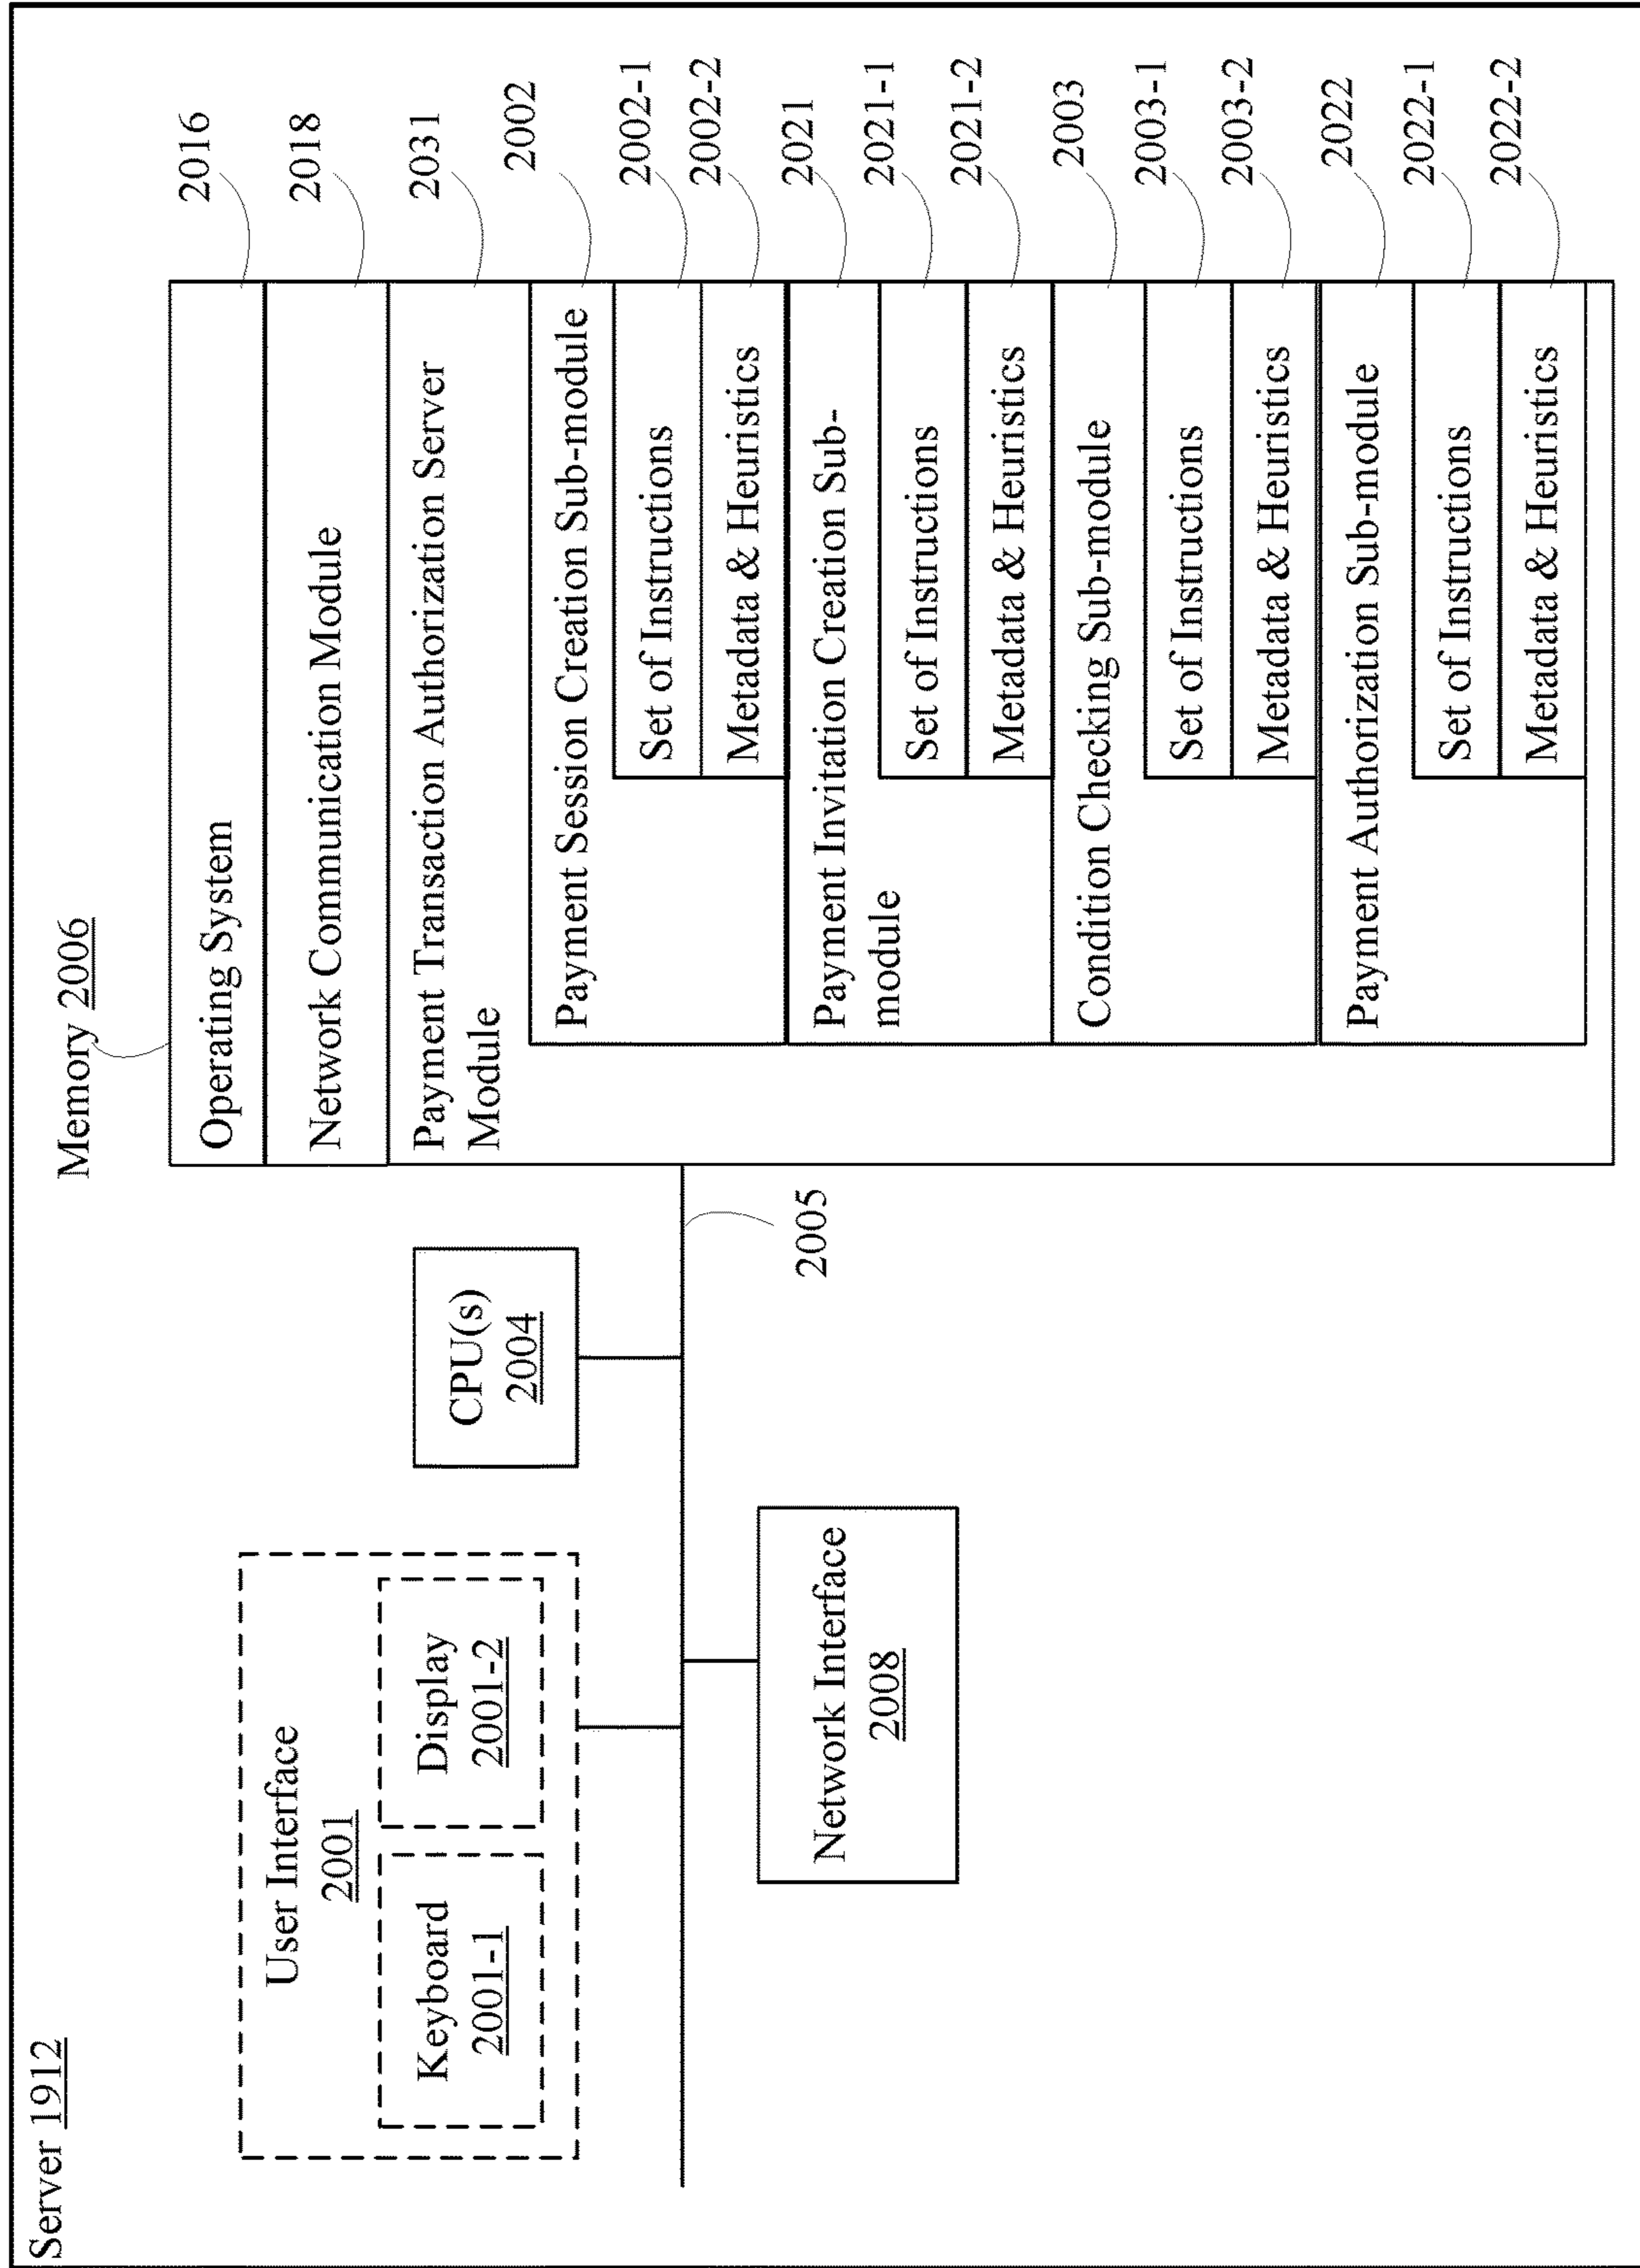 Server 1912
User Interface
2001
Keyboard
2001-1
Display
2001-2
CPU(s)
2004
Network Interface
2008
2005
Memory 2006
Operating System
2016
Network Communication Module
2018
Payment Transaction Authorization Server
Module
2031
Payment Session Creation Sub-module
2002
Set of Instructions
2002-1
Metadata & Heuristics
2002-2
Payment Invitation Creation Sub-
module
2021
Set of Instructions
2021-1
Metadata & Heuristics
2021-2
Condition Checking Sub-module
2003
Set of Instructions
2003-1
Metadata & Heuristics
2003-2
Payment Authorization Sub-module
2022
Set of Instructions
2022-1
Metadata & Heuristics
2022-2